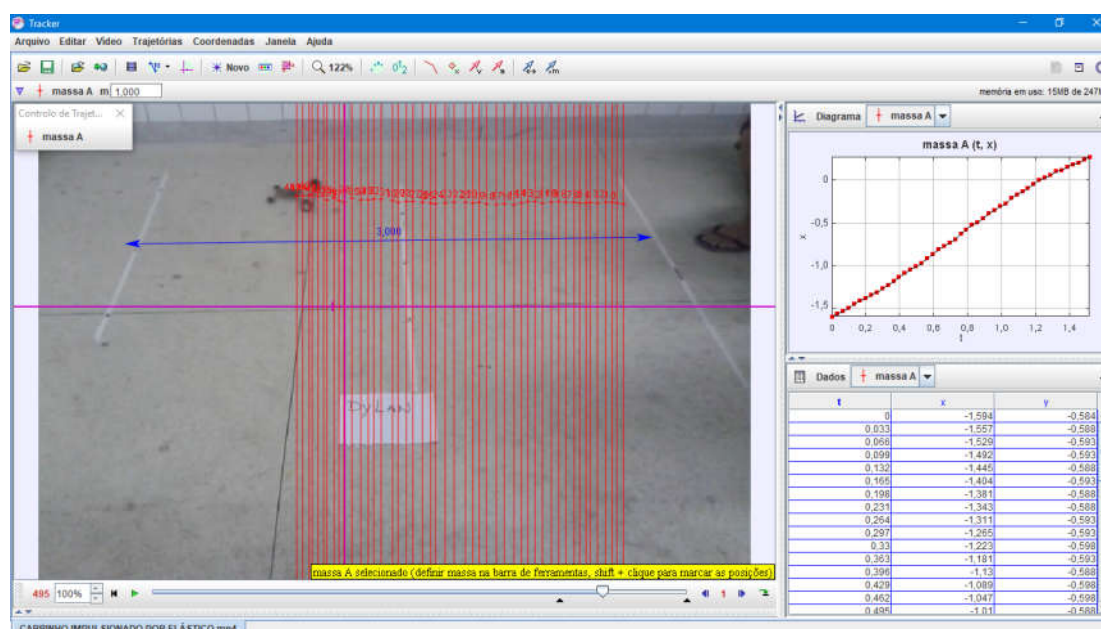 Tracker
Arquivo Editar Video Trajetórias Coordenadas Janela Ajuda
Novo 122%
massa A m 1,000
memória em uso: 15MB de 247
Controlo de Trajet...
massa A
3,000
DYLAN
massa A selecionado (definir massa na barra de ferramentas, shift + clique para marcar as posições)
495 100% 1
Diagrama massa A
massa A (t, x)
x
0
-0,5
-1,0
-1,5
0 0,2 0,4 0,6 0,8 1,0 1,2 1,4
t
Dados massa A
t x y
0 -1,594 -0,584
0,033 -1,557 -0,588
0,066 -1,529 -0,593
0,099 -1,492 -0,593
0,132 -1,445 -0,588
0,165 -1,404 -0,593
0,198 -1,381 -0,588
0,231 -1,343 -0,588
0,264 -1,311 -0,593
0,297 -1,265 -0,593
0,33 -1,223 -0,598
0,363 -1,181 -0,593
0,396 -1,13 -0,588
0,429 -1,089 -0,598
0,462 -1,047 -0,598
0,495 -1,01 -0,588
CARRINHO IMPULSIONADO POR ELÁSTICO.mp4